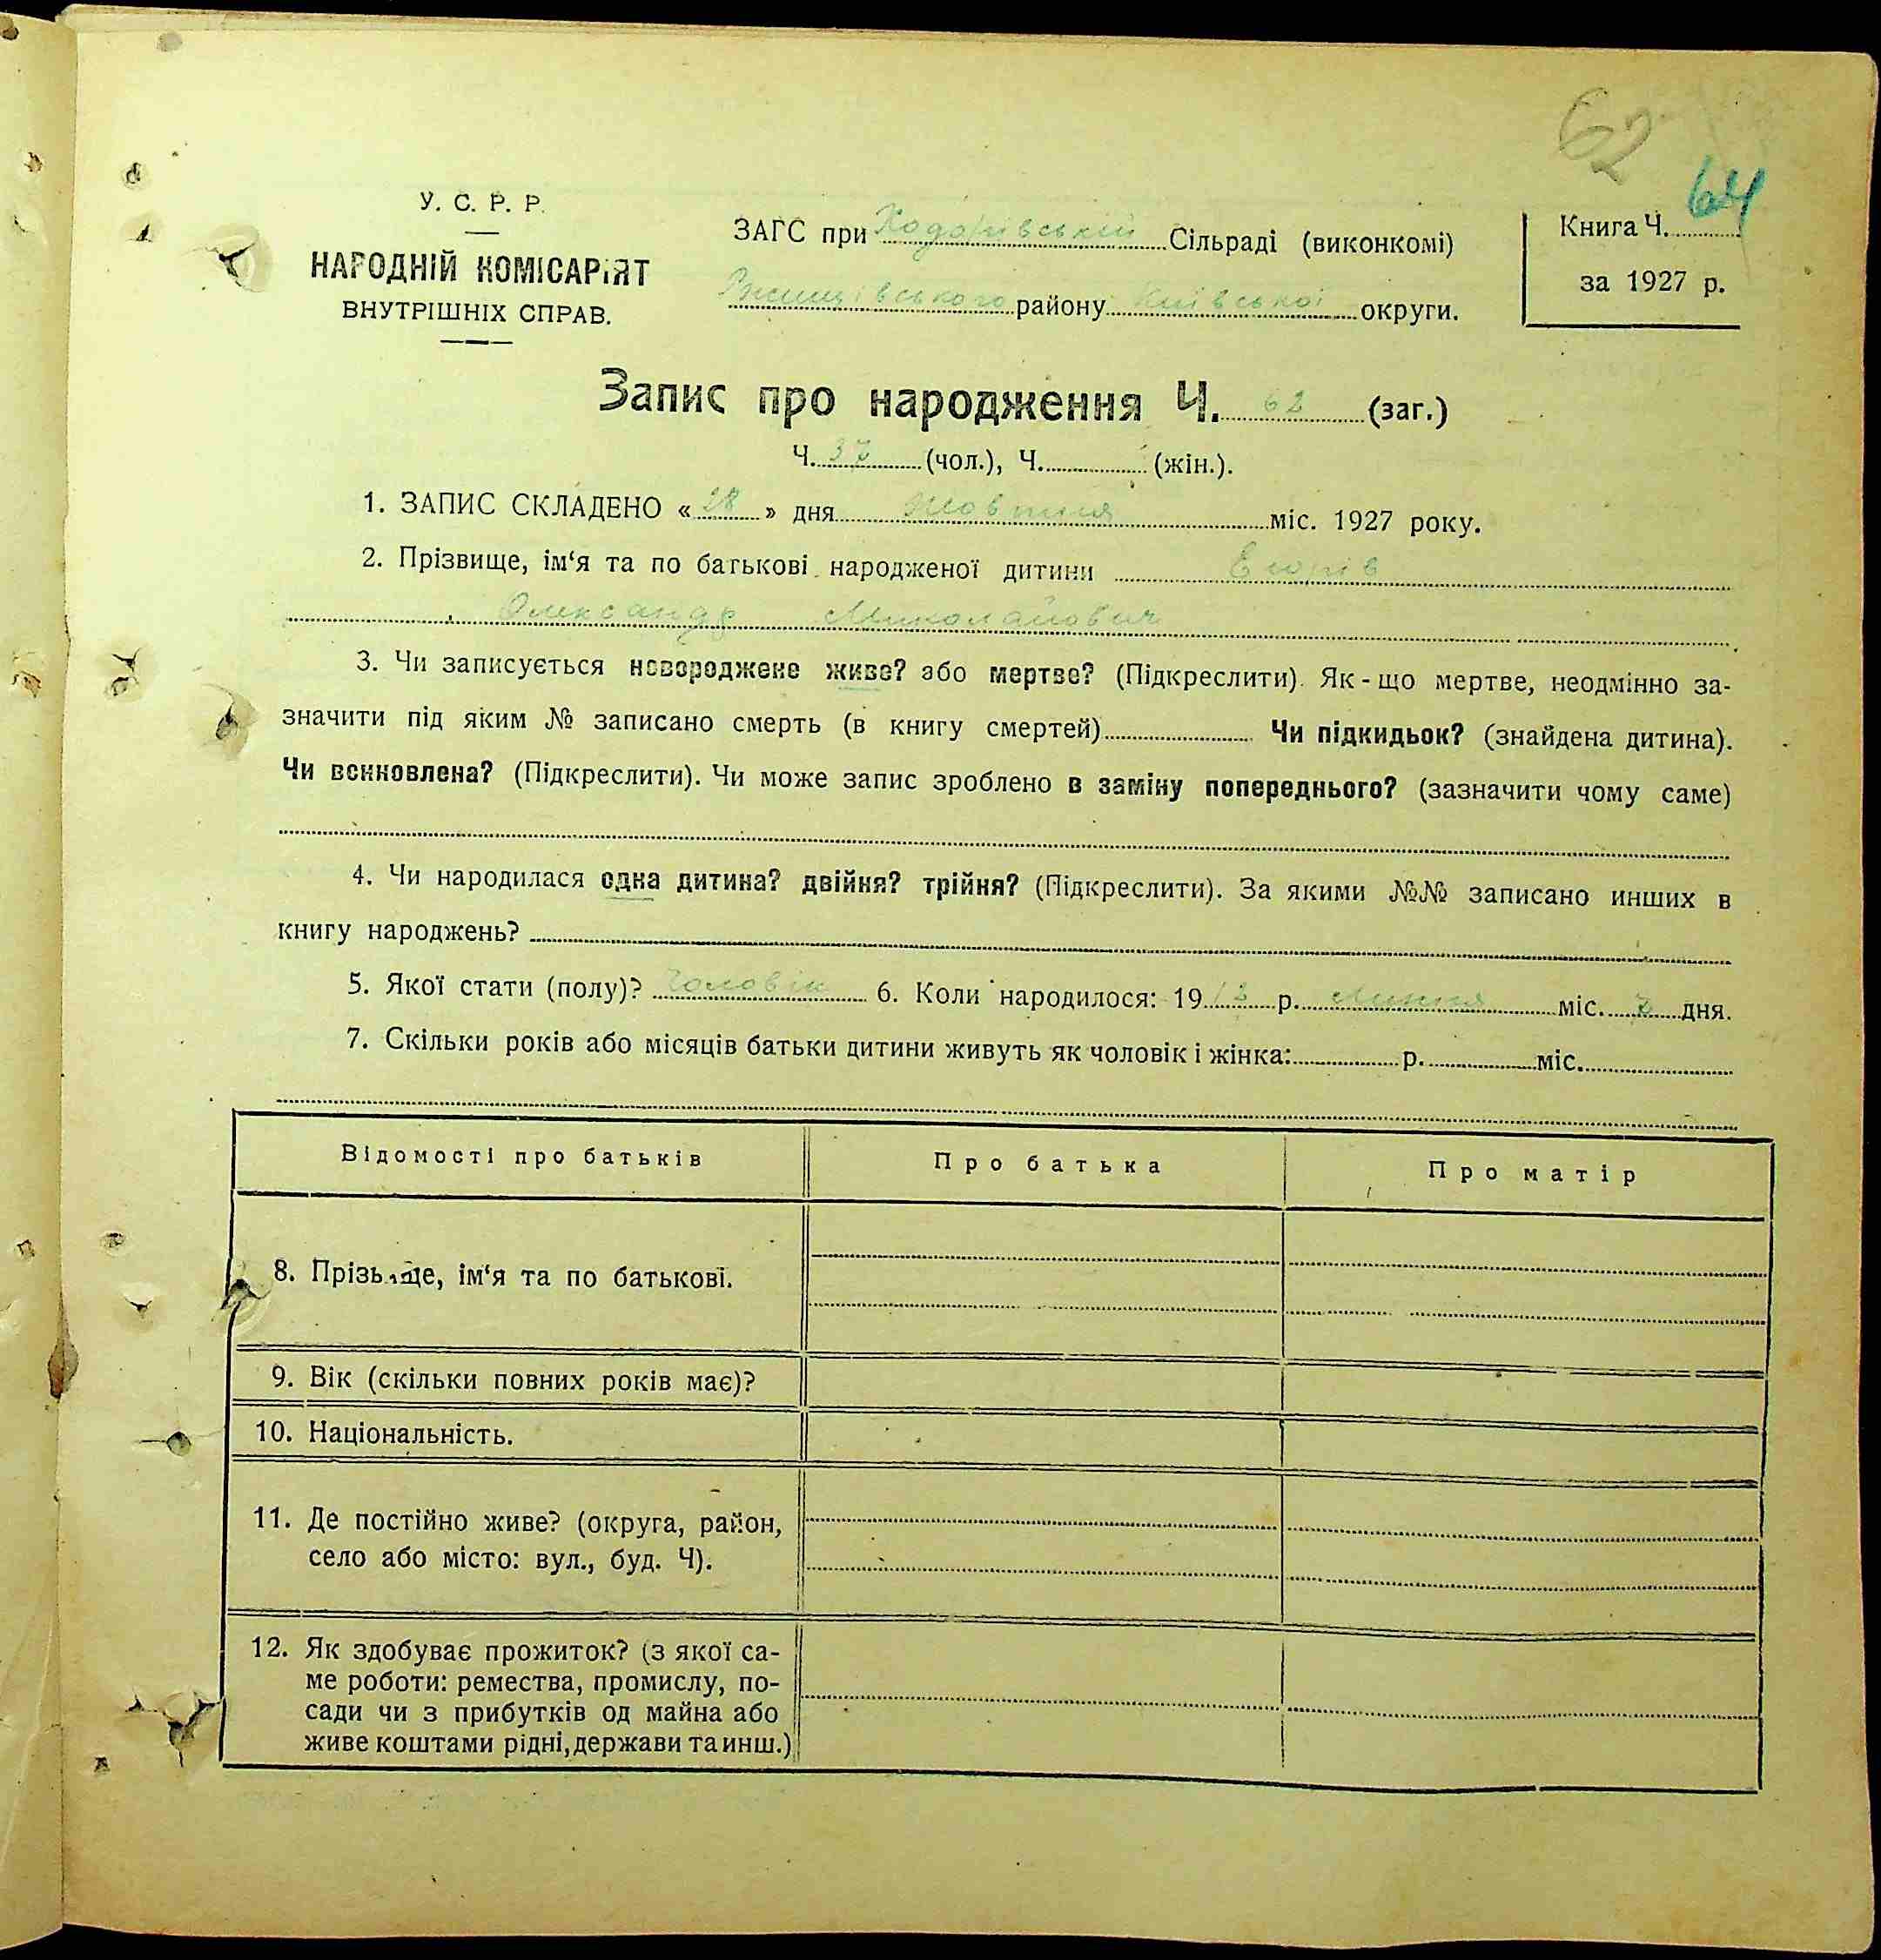 62
64
У. С. Р. Р.
НАРОДНІЙ КОМІСАРІЯТ
ВНУТРІШНІХ СПРАВ.
ЗАГС при Ходорівській Сільраді (виконкомі)
Ржищівського району Київської округи.
Книга Ч.
за 1927 р.
Запис про народження Ч. 62 (заг.)
Ч. 37 (чол.), Ч. (жін.).
1. ЗАПИС СКЛАДЕНО « 28 » дня Жовтня міс. 1927 року.
2. Прізвище, ім‘я та по батькові народженої дитини
Олександр Миколайович
3. Чи записується новороджене живе? або мертве? (Підкреслити). Як-що мертве, неодмінно за-
значити під яким № записано смерть (в книгу смертей) Чи підкидьок? (знайдена дитина).
Чи всиновлена? (Підкреслити). Чи може запис зроблено в заміну попереднього? (зазначити чому саме)
4. Чи народилася одна дитина? двійня? трійня? (Підкреслити). За якими №№ записано инших в
книгу народжень?
5. Якої стати (полу)? Чоловік 6. Коли народилося: 19 12 р. Липня міс. 7 дня.
7. Скільки років або місяців батьки дитини живуть як чоловік і жінка: р. міс.
Відомості про батьків Про батька Про матір
8. Прізвище, ім‘я та по батькові.
9. Вік (скільки повних років має)?
10. Національність.
11. Де постійно живе? (округа, район,
село або місто: вул., буд. Ч).
12. Як здобуває прожиток? (з якої са-
ме роботи: ремества, промислу, по-
сади чи з прибутків од майна або
живе коштами рідні, держави та инш.)